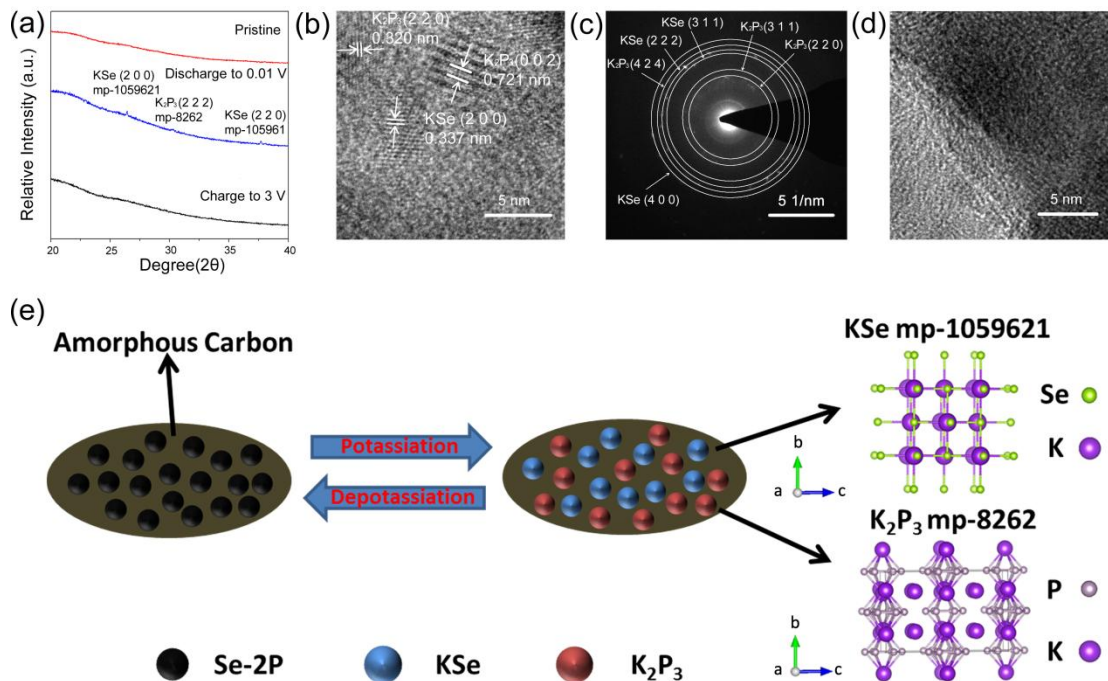 (a)
Relative Intensity (a.u.)
Pristine
Discharge to 0.01 V
KSe (2 0 0)
mp-1059621
K₂P₃ (2 2 2)
mp-8262
KSe (2 2 0)
mp-105961
Charge to 3 V
20 25 30 35 40
Degree(2θ)
(b)
K₂P₃(2 2 0)
0.820 nm
K₂P₃(0 0 2)
0.721 nm
KSe (2 0 0)
0.337 nm
5 nm
(c)
KSe (3 1 1)
K₂P₃(3 1 1)
KSe (2 2 2)
K₂P₃(2 2 0)
K₂P₃(4 2 4)
KSe (4 0 0)
5 1/nm
(d)
5 nm
(e)
Amorphous Carbon
Potassiation
Depotassiation
KSe mp-1059621
Se
K
b
a c
K₂P₃ mp-8262
P
K
b
a c
Se-2P KSe K₂P₃